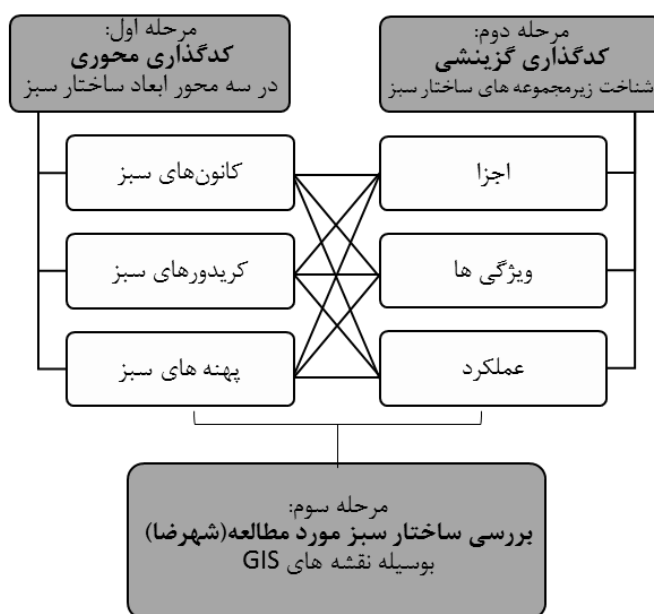 مرحله اول:
کدگذاری محوری
در سه محور ابعاد ساختار سبز
کانون‌های سبز
کریدورهای سبز
پهنه های سبز
مرحله دوم:
کدگذاری گزینشی
شناخت زیرمجموعه های ساختار سبز
اجزا
ویژگی ها
عملکرد
مرحله سوم:
بررسی ساختار سبز مورد مطالعه(شهرضا)
بوسیله نقشه های GIS